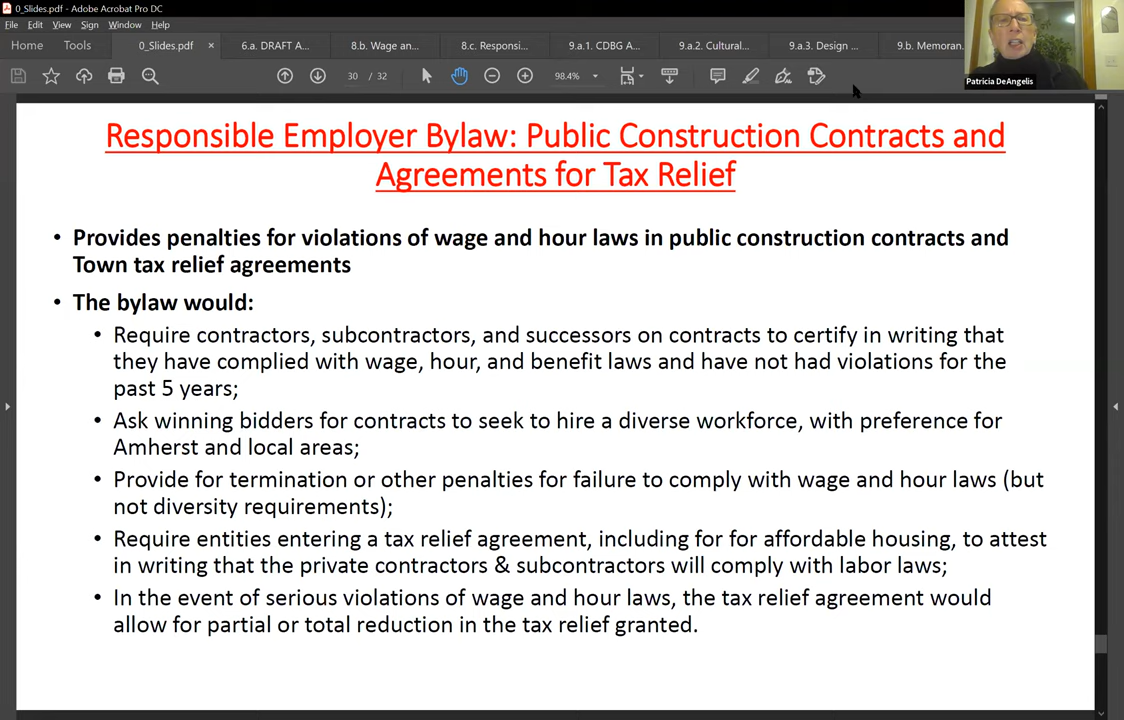 0_Slides.pdf - Adobe Acrobat Pro DC
File Edit View Sign Window Help
Home Tools 0_Slides.pdf × 6.a. DRAFT A... 8.b. Wage an... 8.c. Responsi... 9.a.1. CDBG A... 9.a.2. Cultural... 9.a.3. Design ... 9.b. Memoran.
30 / 32 98.4%
Patricia DeAngelis
Responsible Employer Bylaw: Public Construction Contracts and
Agreements for Tax Relief
• Provides penalties for violations of wage and hour laws in public construction contracts and
Town tax relief agreements
• The bylaw would:
• Require contractors, subcontractors, and successors on contracts to certify in writing that
they have complied with wage, hour, and benefit laws and have not had violations for the
past 5 years;
• Ask winning bidders for contracts to seek to hire a diverse workforce, with preference for
Amherst and local areas;
• Provide for termination or other penalties for failure to comply with wage and hour laws (but
not diversity requirements);
• Require entities entering a tax relief agreement, including for for affordable housing, to attest
in writing that the private contractors & subcontractors will comply with labor laws;
• In the event of serious violations of wage and hour laws, the tax relief agreement would
allow for partial or total reduction in the tax relief granted.